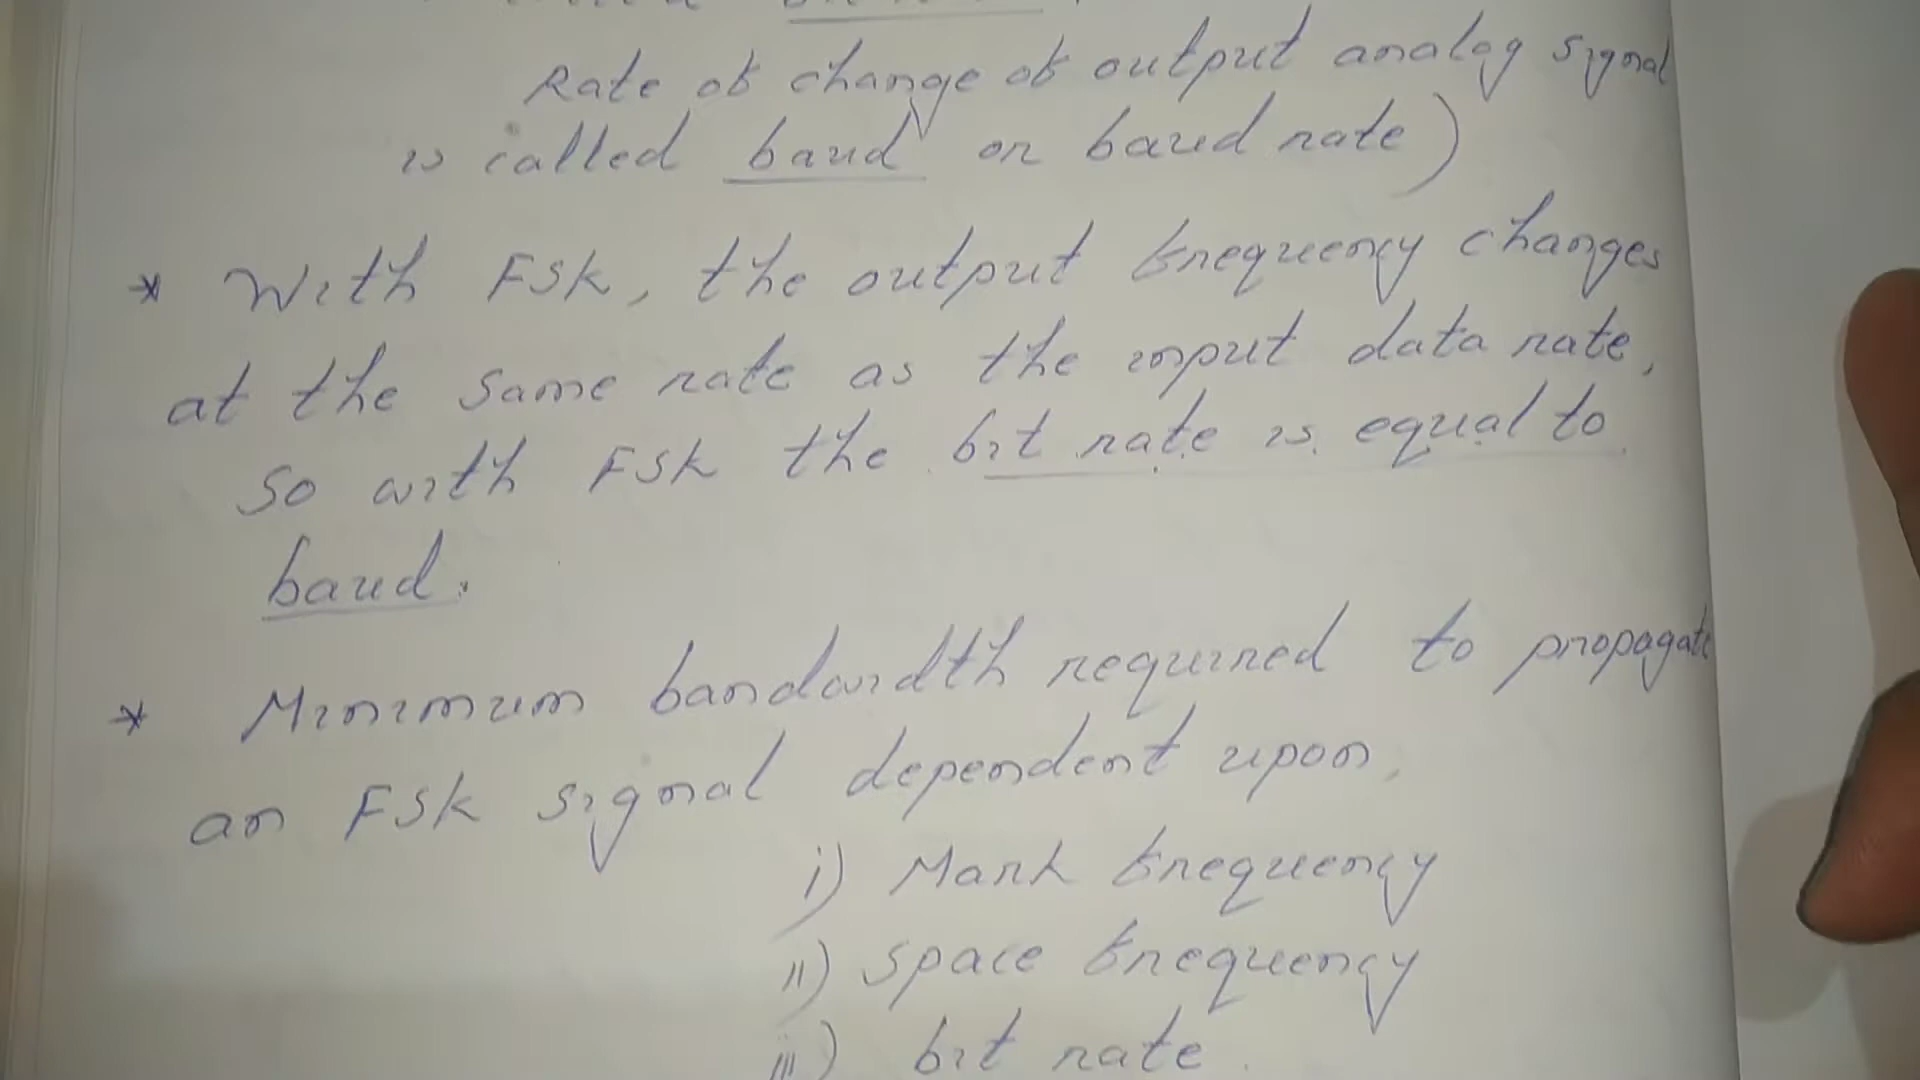 Rate of change of output analog signal
is called baud or baud rate)
* With FSK, the output frequency changes
at the same rate as the input data rate,
so with FSK the bit rate is equal to
baud.
* Minimum bandwidth required to propagate
an FSK signal dependent upon,
i) Mark frequency
ii) space frequency
iii) bit rate.